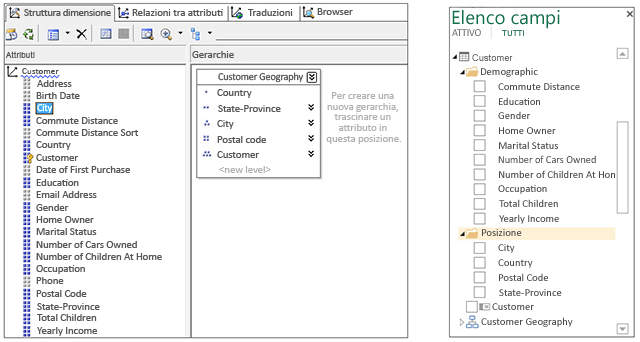 Struttura dimensione
Relazioni tra attributi
Traduzioni
Browser
Attributi
Customer
Address
Birth Date
City
Commute Distance
Commute Distance Sort
Country
Customer
Date of First Purchase
Education
Email Address
Gender
Home Owner
Marital Status
Number of Cars Owned
Number of Children At Home
Occupation
Phone
Postal Code
State-Province
Total Children
Yearly Income
Gerarchie
Customer Geography
Country
State-Province
City
Postal code
Customer
<new level>
Per creare una
nuova gerarchia,
trascinare un
attributo in
questa posizione.
Elenco campi
ATTIVO
TUTTI
Customer
Demographic
Commute Distance
Education
Gender
Home Owner
Marital Status
Number of Cars Owned
Number of Children At Hon
Occupation
Total Children
Yearly Income
Posizione
City
Country
Postal Code
State-Province
Customer
Customer Geography